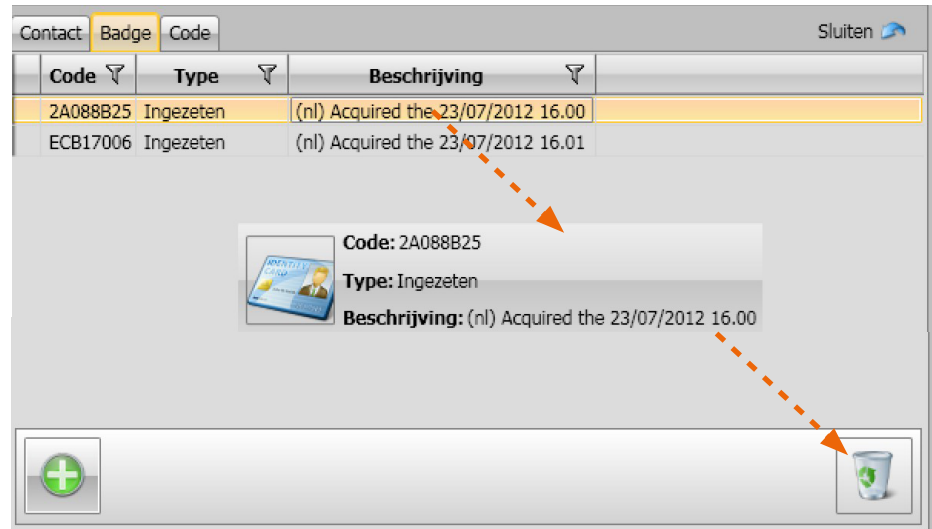 Contact Badge Code Sluiten
Code Type Beschrijving
2A088B25 Ingezeten (nl) Acquired the 23/07/2012 16.00
ECB17006 Ingezeten (nl) Acquired the 23/07/2012 16.01
Code: 2A088B25
IDENTITY
CARD
Type: Ingezeten
Beschrijving: (nl) Acquired the 23/07/2012 16.00